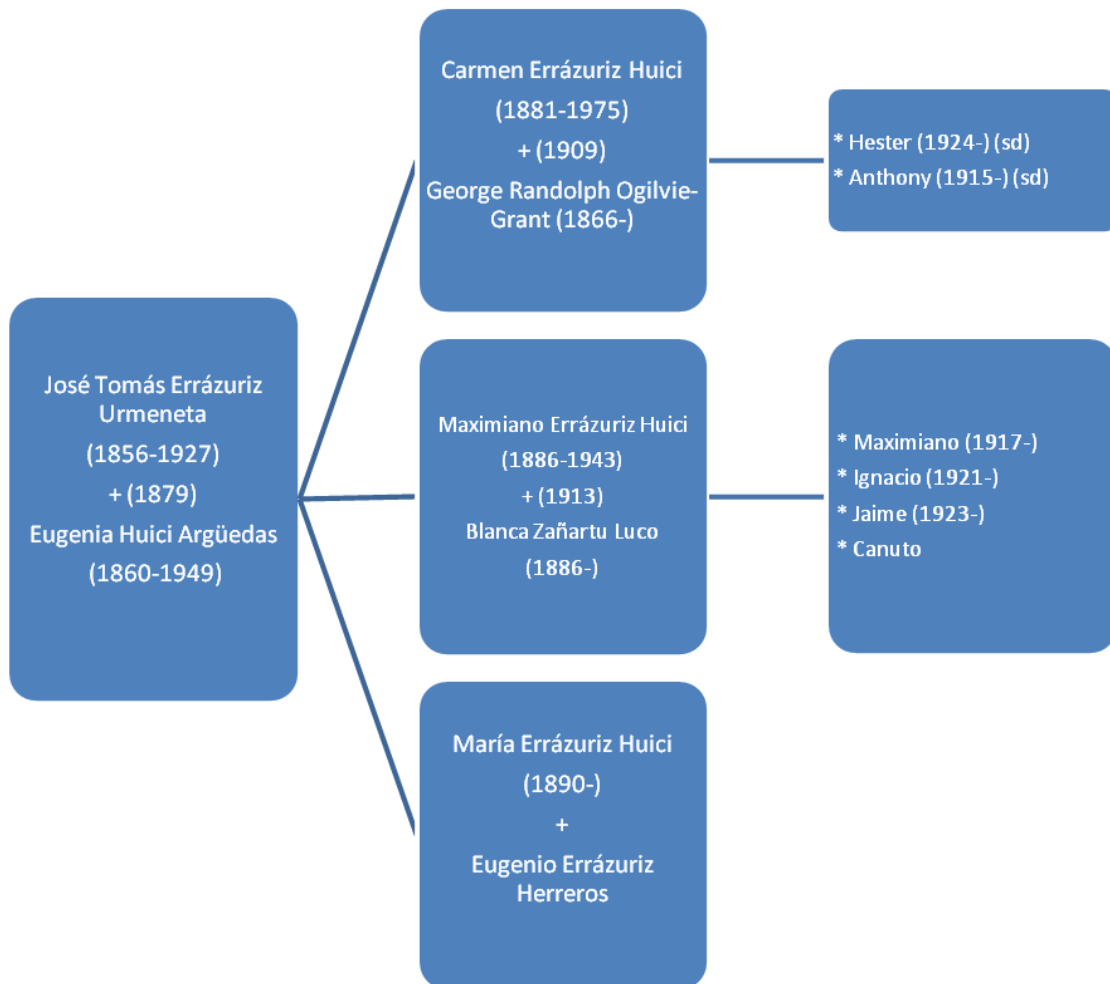 José Tomás Errázuriz
Urmeneta
(1856-1927)
+ (1879)
Eugenia Huici Argüedas
(1860-1949)
Carmen Errázuriz Huici
(1881-1975)
+ (1909)
George Randolph Ogilvie-
Grant (1866-)
* Hester (1924-) (sd)
* Anthony (1915-) (sd)
Maximiano Errázuriz Huici
(1886-1943)
+ (1913)
Blanca Zañartu Luco
(1886-)
* Maximiano (1917-)
* Ignacio (1921-)
* Jaime (1923-)
* Canuto
María Errázuriz Huici
(1890-)
+
Eugenio Errázuriz
Herreros